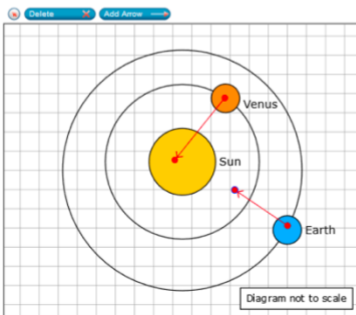 Delete
Add Arrow
Venus
Sun
Earth
Diagram not to scale